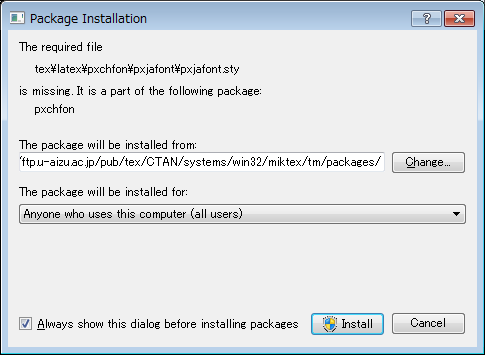 Package Installation
The required file
tex¥latex¥pxchfon¥pxjafont¥pxjafont.sty
is missing. It is a part of the following package:
pxchfon
The package will be installed from:
ftp.u-aizu.ac.jp/pub/tex/CTAN/systems/win32/miktex/tm/packages/
Change...
The package will be installed for:
Anyone who uses this computer (all users)
Always show this dialog before installing packages
Install
Cancel